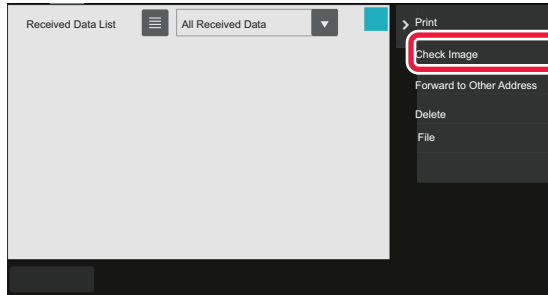 Received Data List
All Received Data
Print
Check Image
Forward to Other Address
Delete
File